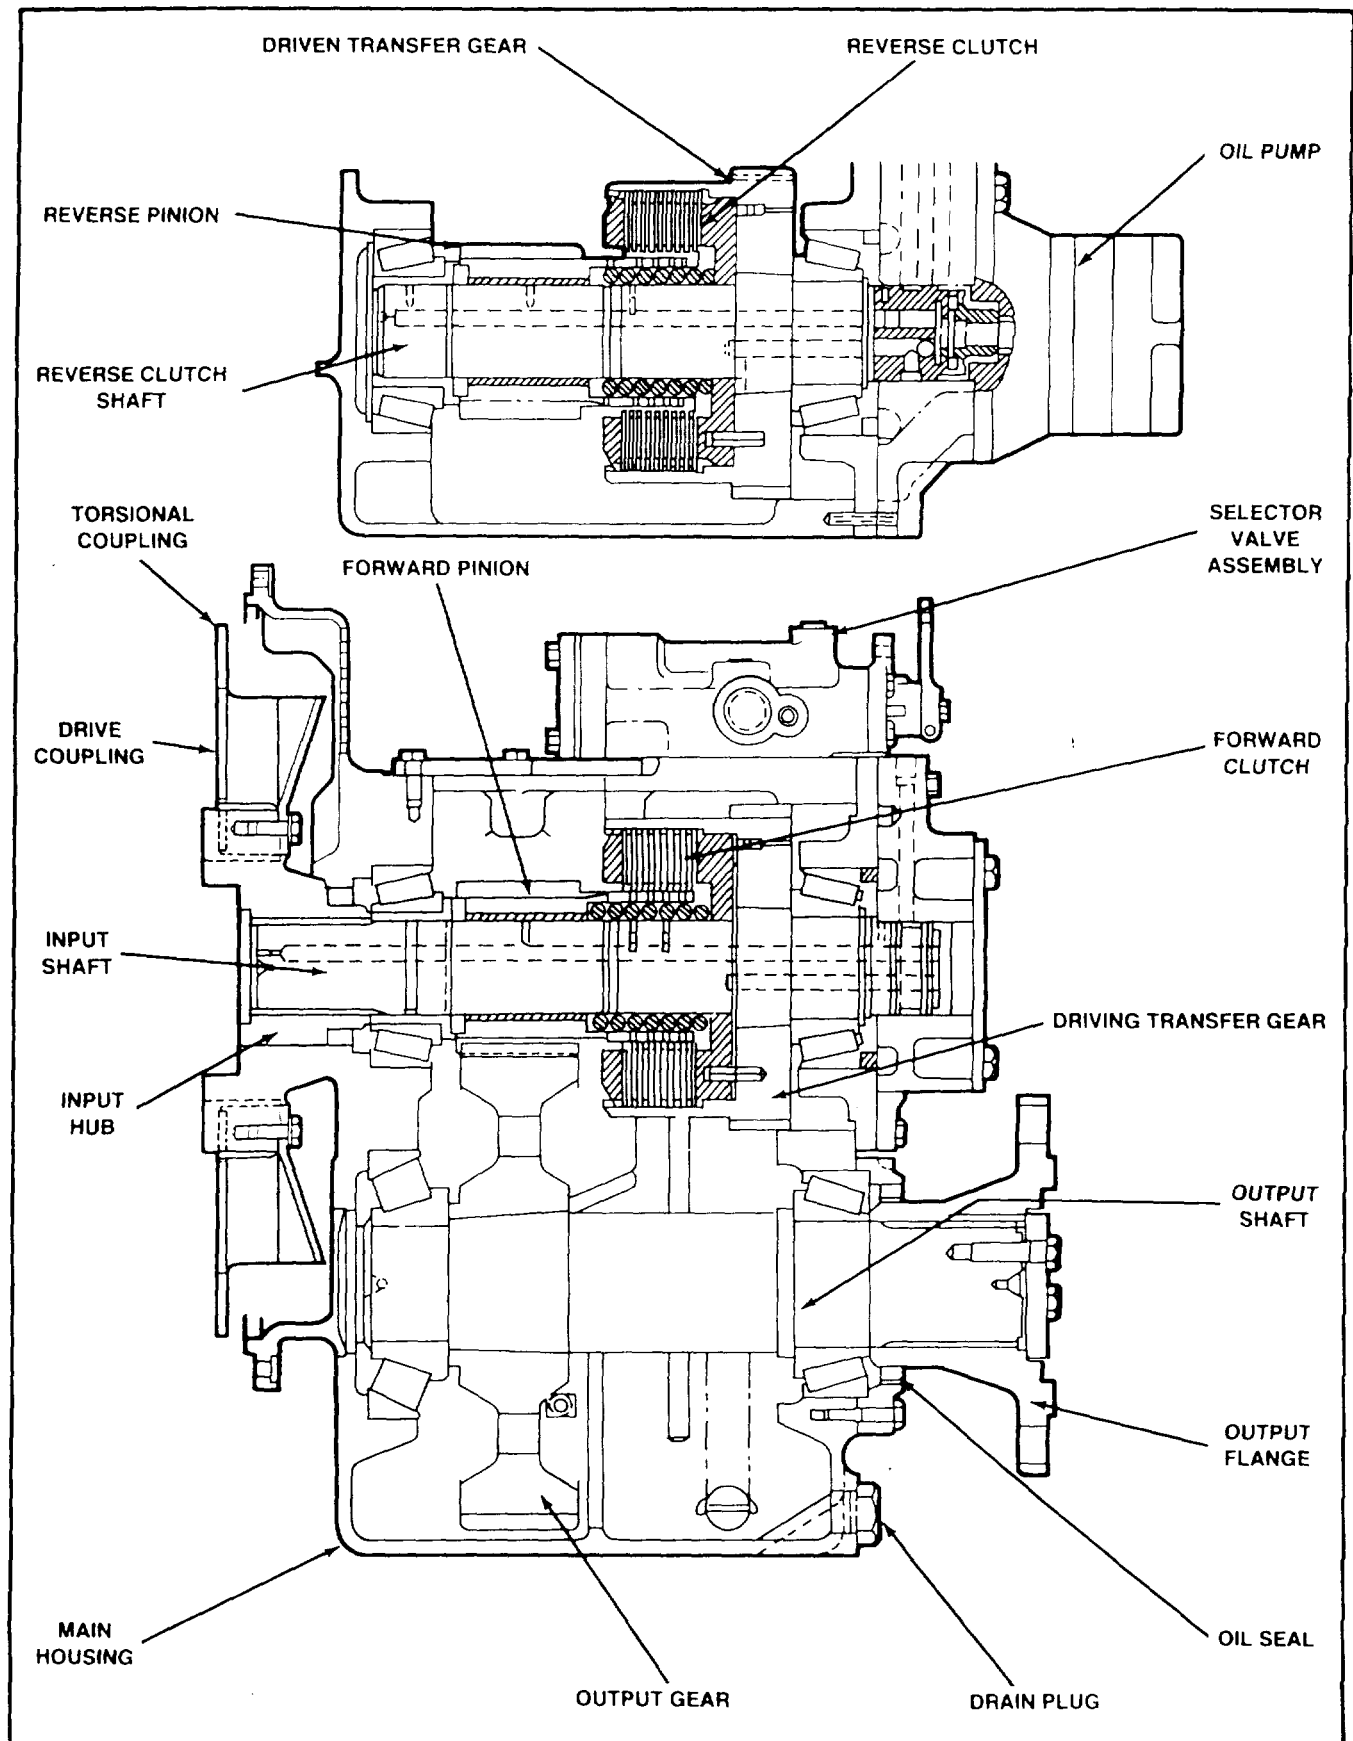 DRIVEN TRANSFER GEAR
REVERSE CLUTCH
OIL PUMP
REVERSE PINION
REVERSE CLUTCH
SHAFT
TORSIONAL
COUPLING
SELECTOR
VALVE
ASSEMBLY
FORWARD PINION
DRIVE
COUPLING
FORWARD
CLUTCH
INPUT
SHAFT
DRIVING TRANSFER GEAR
INPUT
HUB
OUTPUT
SHAFT
OUTPUT
FLANGE
MAIN
HOUSING
OIL SEAL
OUTPUT GEAR
DRAIN PLUG